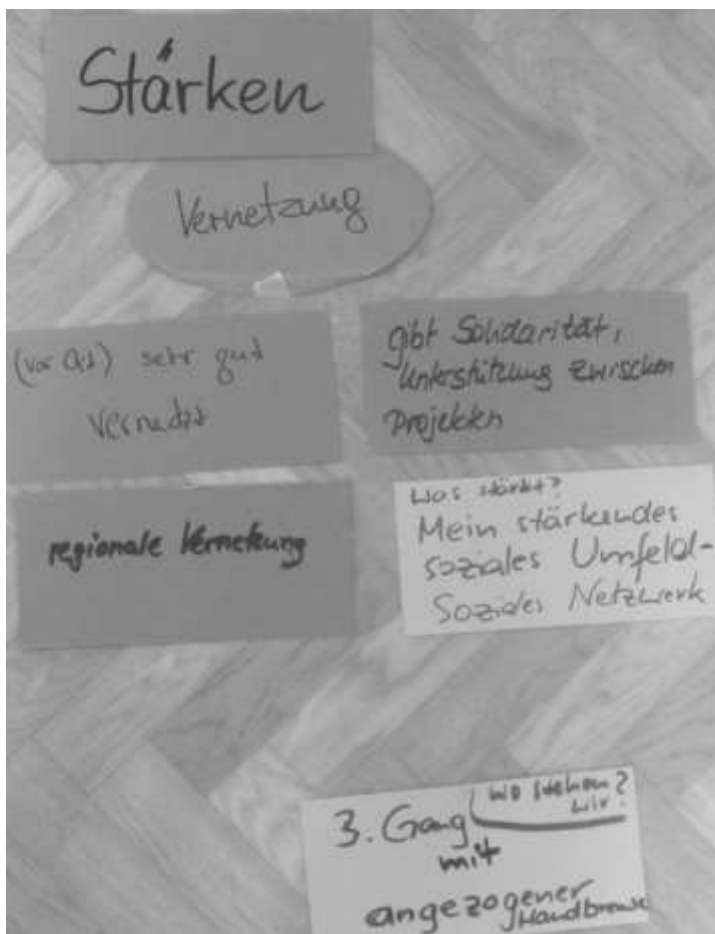 Stärken
Vernetzung
(vor Ort) sehr gut
vernetzt
gibt Solidarität,
Unterstützung zwischen
Projekten
regionale Vernetzung
Was stärkt?
Mein stärkendes
soziales Umfeld-
Soziales Netzwerk
wo stehen?
wir?
3. Gang
mit
angezogener
Handbremse